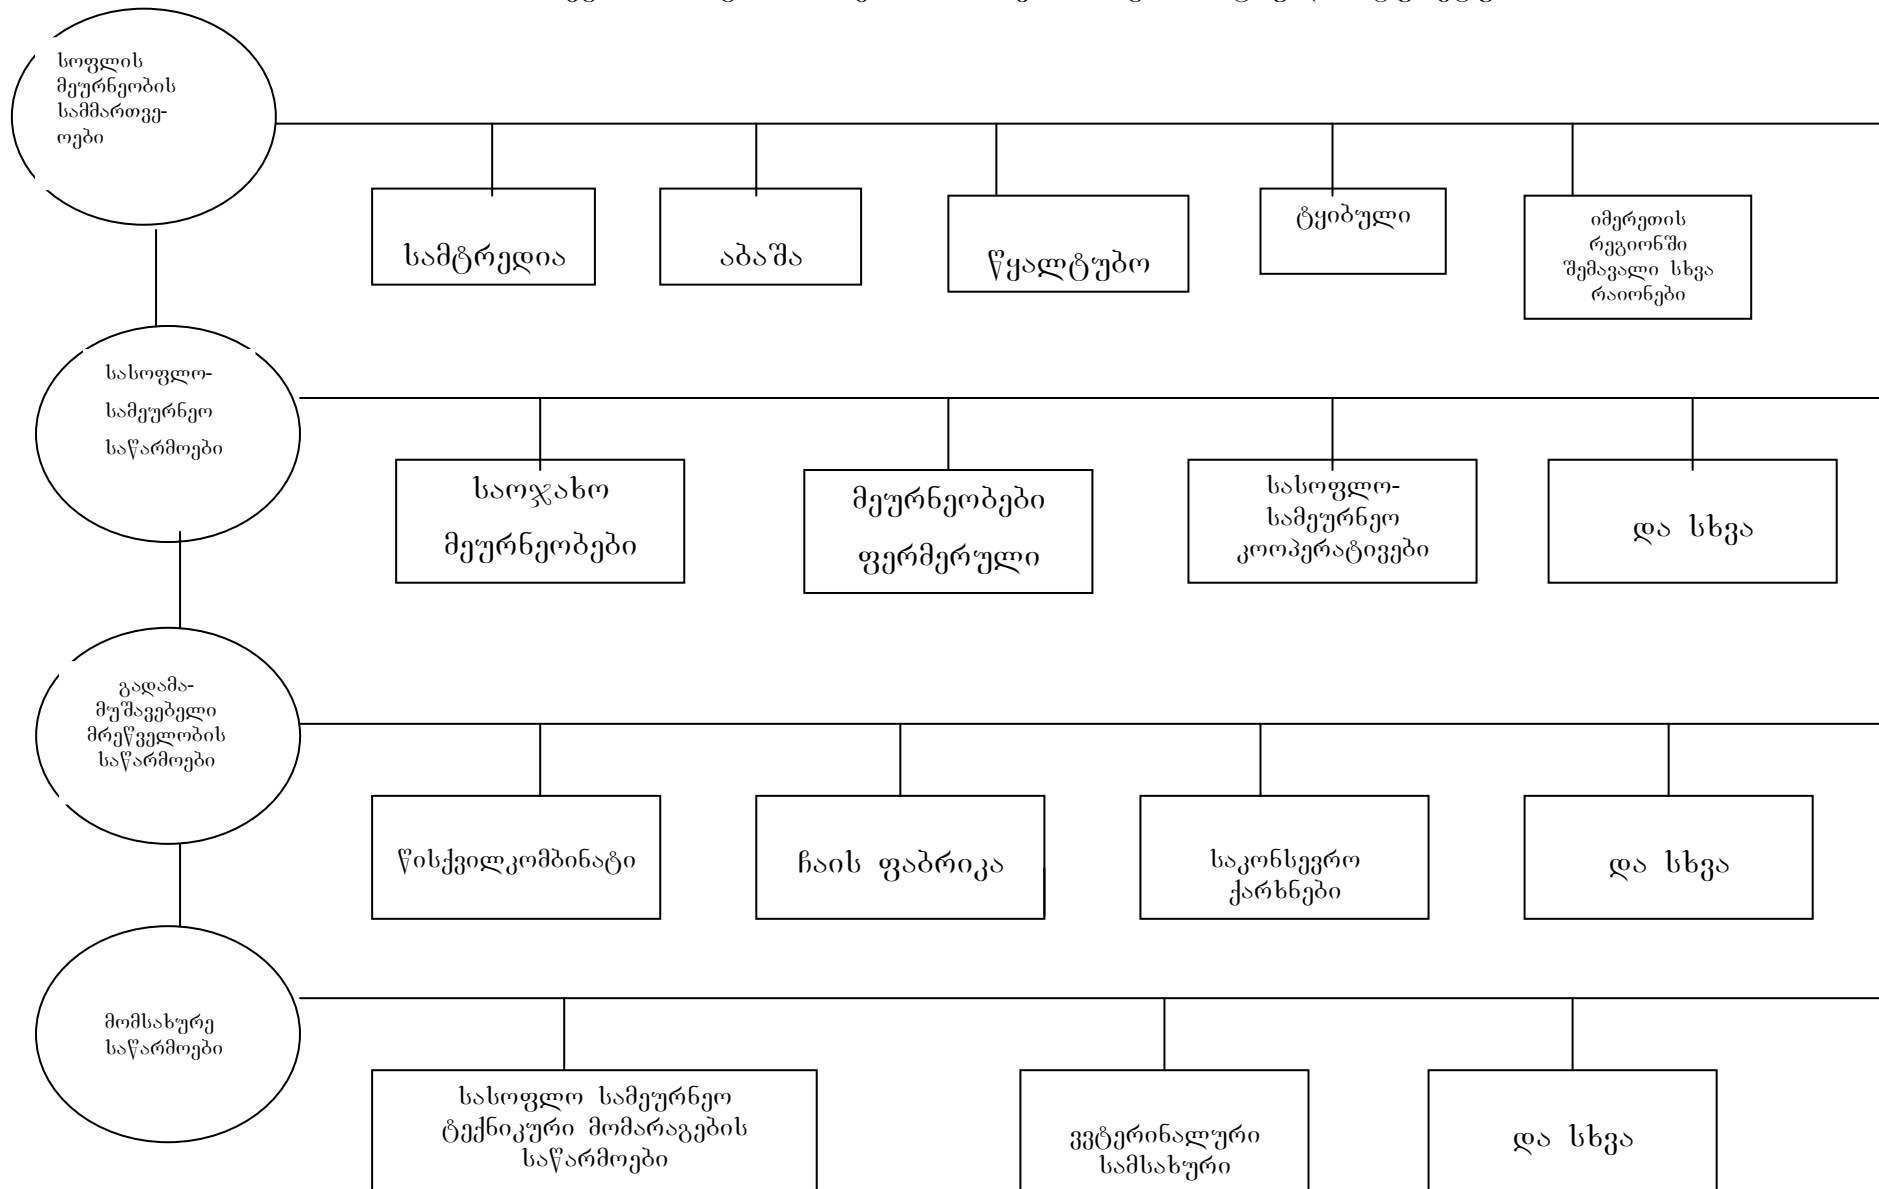 სოფლის
მეურნეობის
სამმართვე-
ოები
სამტრედია
აბაშა
წყალტუბო
ტყიბული
იმერეთის
რეგიონში
შემავალი სხვა
რაიონები
სასოფლო-
სამეურნეო
საწარმოები
საოჯახო
მეურნეობები
მეურნეობები
ფერმერული
სასოფლო-
სამეურნეო
კოოპერატივები
და სხვა
გადამა-
მუშავებელი
მრეწველობის
საწარმოები
წისქვილკომბინატი
ჩაის ფაბრიკა
საკონსევრო
ქარხნები
და სხვა
მომსახურე
საწარმოები
სასოფლო სამეურნეო
ტექნიკური მომარაგების
საწარმოები
ვვტერინალური
სამსახური
და სხვა